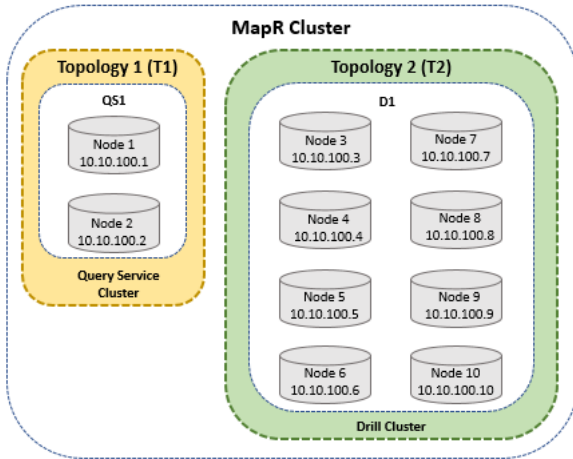 MapR Cluster
Topology 1 (T1)
QS1
Node 1
10.10.100.1
Node 2
10.10.100.2
Query Service
Cluster
Topology 2 (T2)
D1
Node 3
10.10.100.3
Node 7
10.10.100.7
Node 4
10.10.100.4
Node 8
10.10.100.8
Node 5
10.10.100.5
Node 9
10.10.100.9
Node 6
10.10.100.6
Node 10
10.10.100.10
Drill Cluster